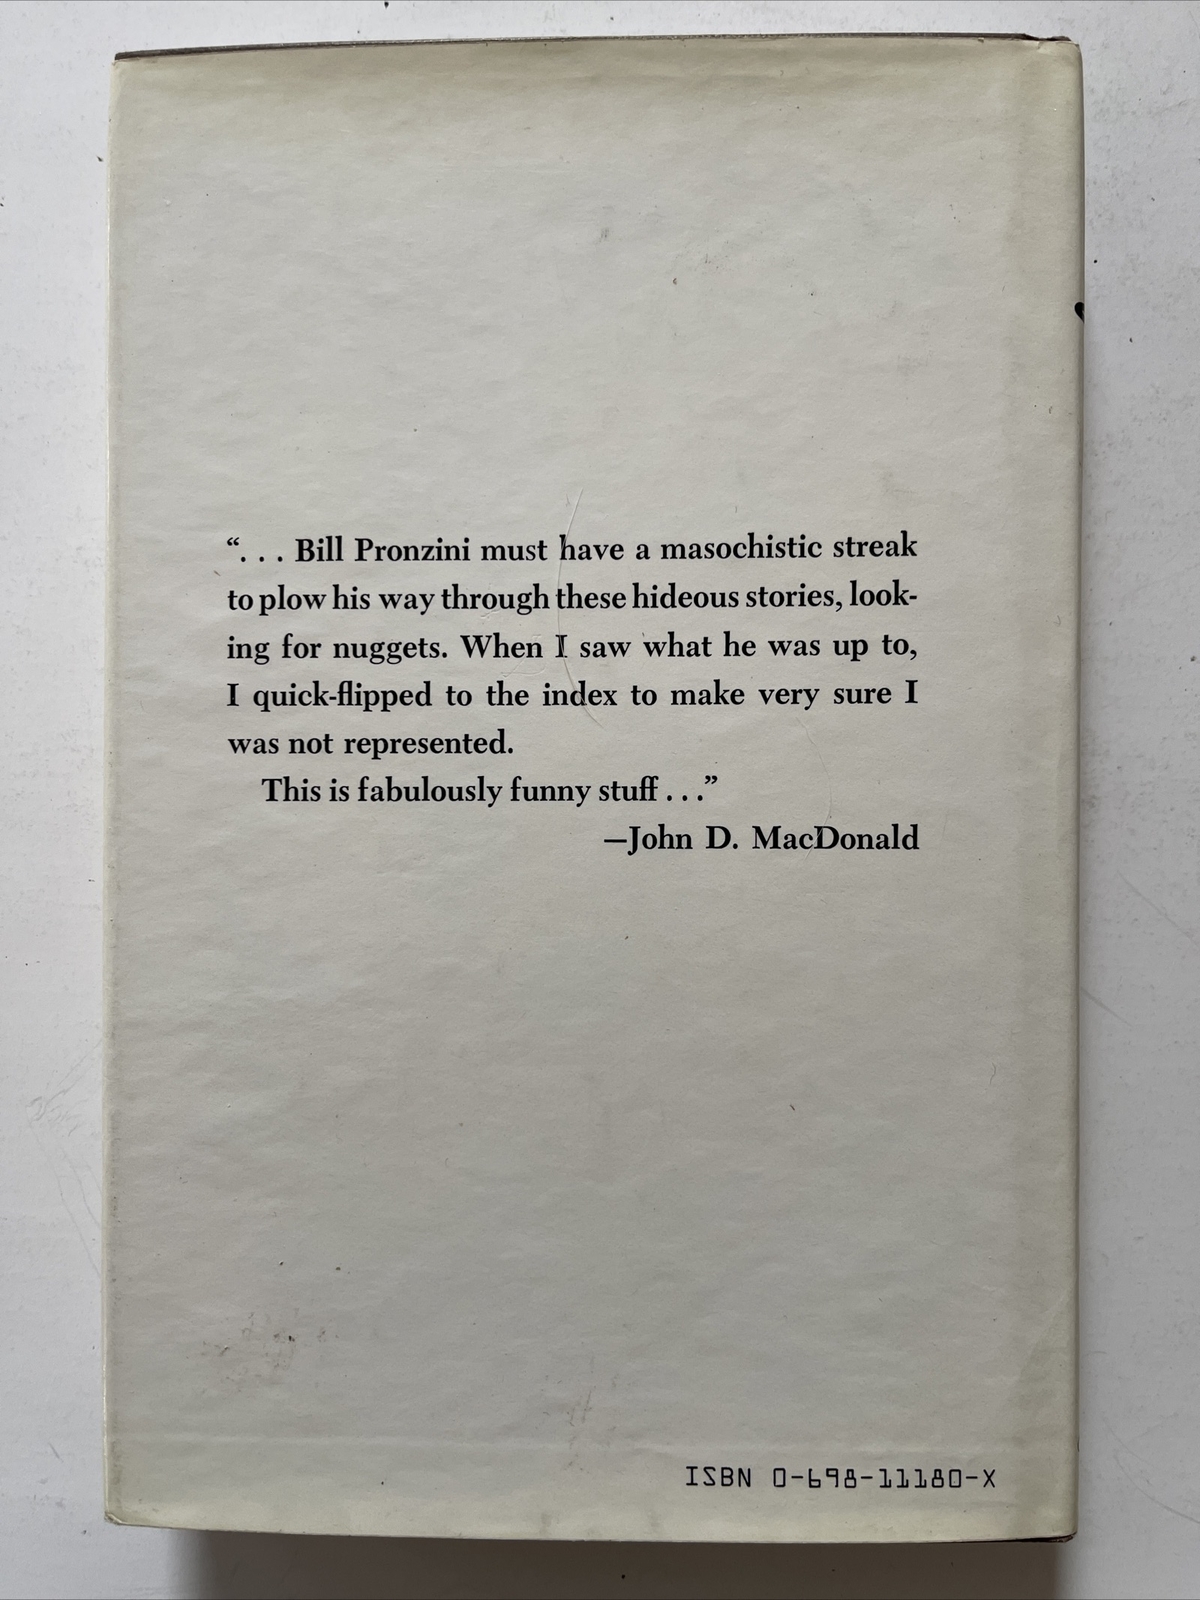 “. . . Bill Pronzini must have a masochistic streak
to plow his way through these hideous stories, look-
ing for nuggets. When I saw what he was up to,
I quick-flipped to the index to make very sure I
was not represented.
This is fabulously funny stuff . . .”
—John D. MacDonald
ISBN 0-698-11180-X